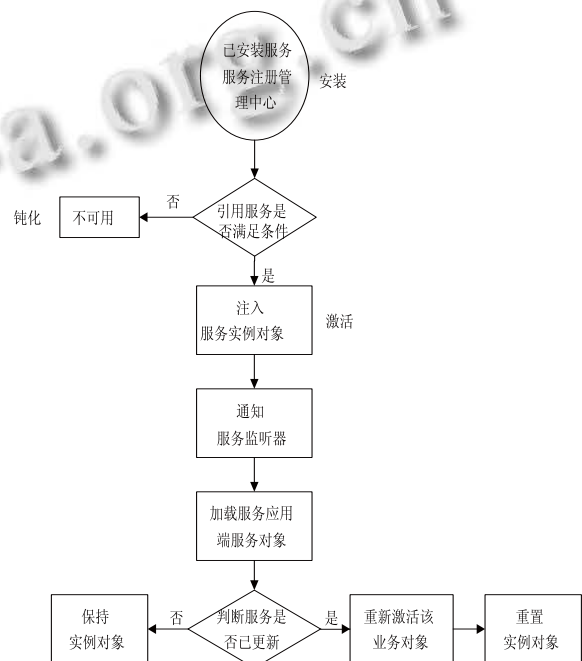 a.org.cn
已安装服务
服务注册管
理中心
安装
引用服务是
否满足条件
否
不可用
钝化
是
注入
服务实例对象
激活
通知
服务监听器
加载服务应用
端服务对象
判断服务是
否已更新
否
保持
实例对象
是
重新激活该
业务对象
重置
实例对象